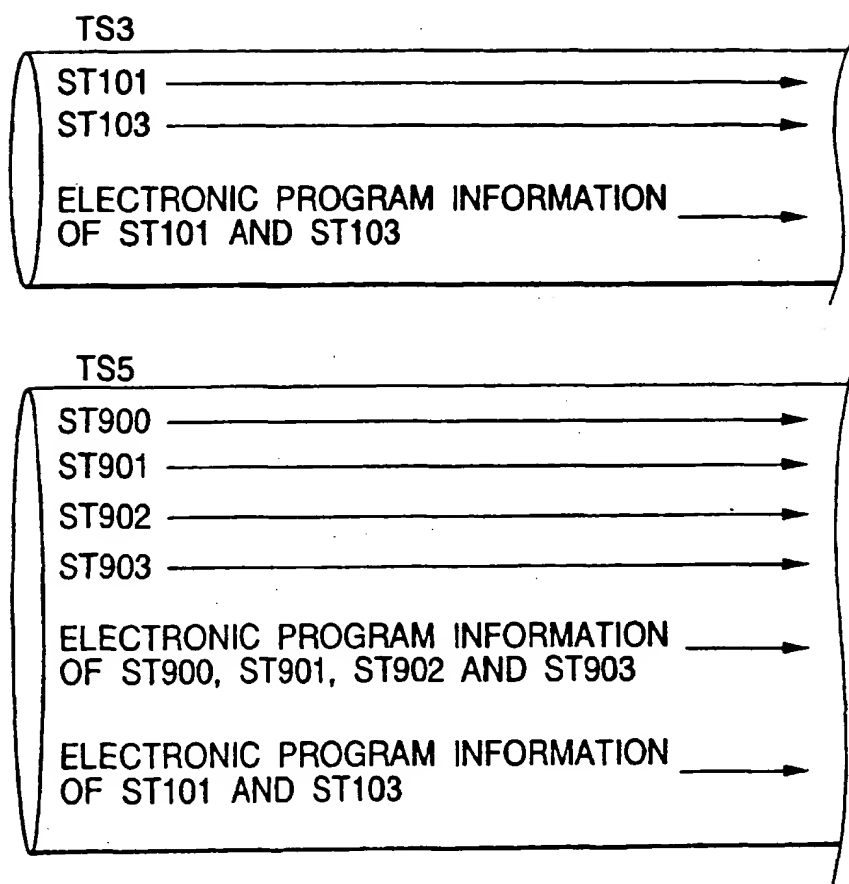 TS3
ST101
ST103
ELECTRONIC PROGRAM INFORMATION
OF ST101 AND ST103
TS5
ST900
ST901
ST902
ST903
ELECTRONIC PROGRAM INFORMATION
OF ST900, ST901, ST902 AND ST903
ELECTRONIC PROGRAM INFORMATION
OF ST101 AND ST103